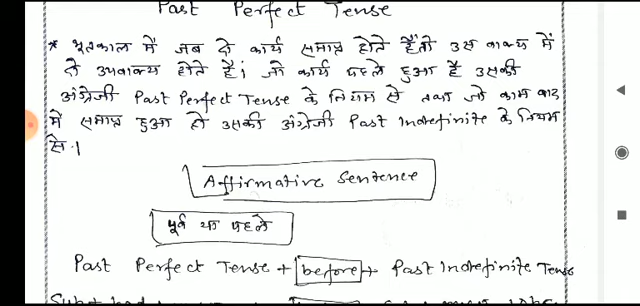 Past Perfect Tense
* भूतकाल में जब दो कार्य समाप्त होते हैं तो उस वाक्य में
दो उपवाक्य होते हैं। जो कार्य पहले हुआ है उसकी
अंग्रेजी Past Perfect Tense के नियम से तथा जो काम बाद
में समाप्त हुआ हो उसकी अंग्रेजी Past Indefinite के नियम
से।
Affirmative Sentence
पूर्व या पहले
Past Perfect Tense + before + Past Indefinite Tense